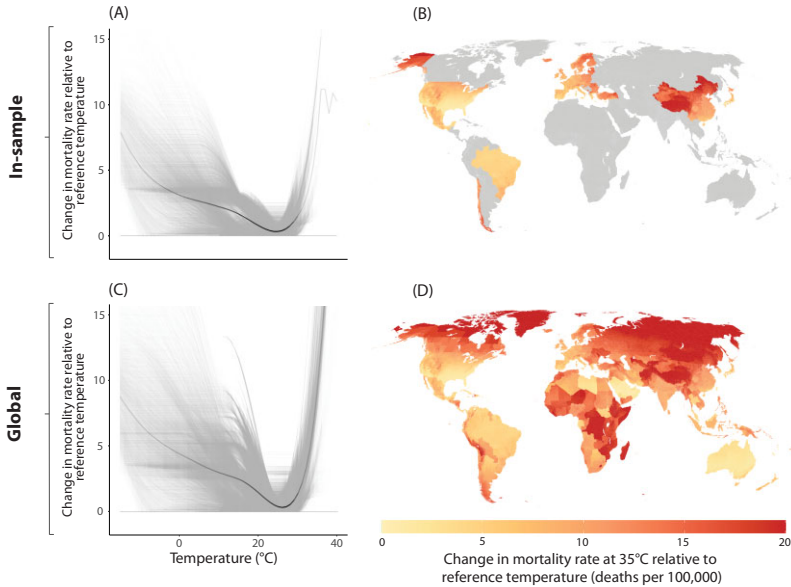 (A)
(B)
In-sample
Change in mortality rate relative to
reference temperature
15
10
5
0
(C)
(D)
Global
Change in mortality rate relative to
reference temperature
15
10
5
0
0
20
40
Temperature (°C)
0
5
10
15
20
Change in mortality rate at 35°C relative to
reference temperature (deaths per 100,000)